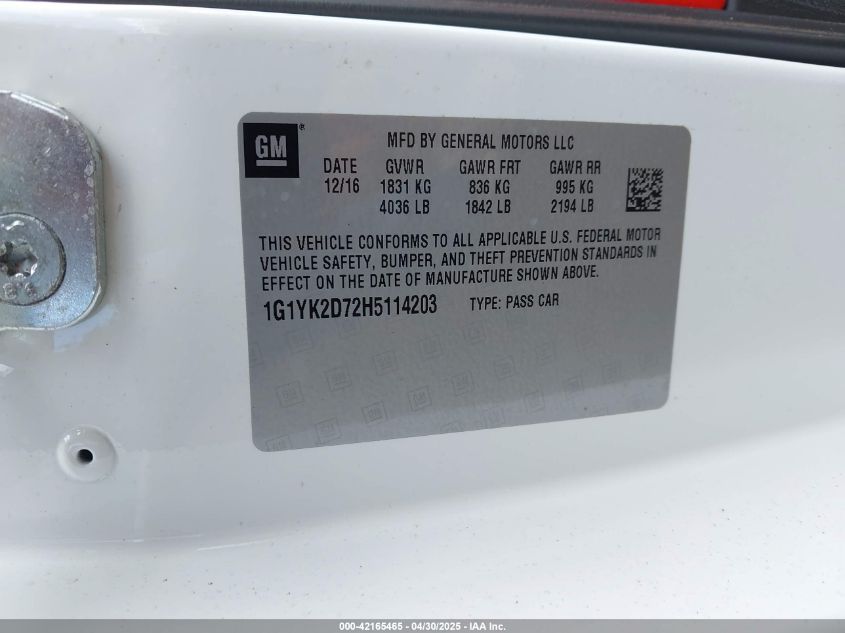 GM ®
MFD BY GENERAL MOTORS LLC
DATE GVWR GAWR FRT GAWR RR
12/16 1831 KG 836 KG 995 KG
4036 LB 1842 LB 2194 LB
THIS VEHICLE CONFORMS TO ALL APPLICABLE U.S. FEDERAL MOTOR
VEHICLE SAFETY, BUMPER, AND THEFT PREVENTION STANDARDS IN
EFFECT ON THE DATE OF MANUFACTURE SHOWN ABOVE.
1G1YK2D72H5114203 TYPE: PASS CAR
000-42165465 - 04/30/2025 - IAA Inc.